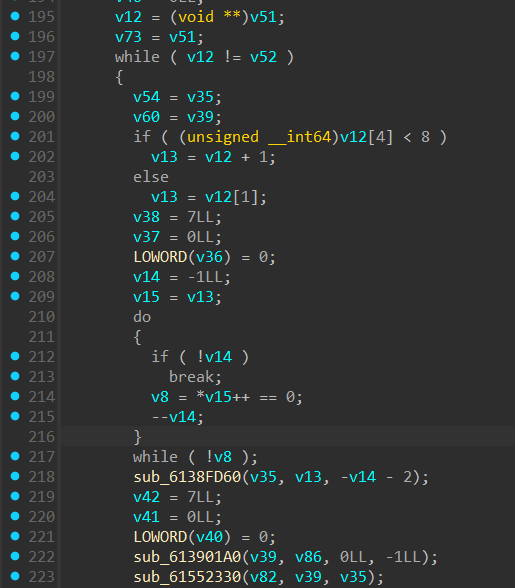 195 v12 = (void **)v51;
196 v73 = v51;
197 while ( v12 != v52 )
198 {
199 v54 = v35;
200 v60 = v39;
201 if ( (unsigned __int64)v12[4] < 8 )
202 v13 = v12 + 1;
203 else
204 v13 = v12[1];
205 v38 = 7LL;
206 v37 = 0LL;
207 LOWORD(v36) = 0;
208 v14 = -1LL;
209 v15 = v13;
210 do
211 {
212 if ( !v14 )
213 break;
214 v8 = *v15++ == 0;
215 --v14;
216 }
217 while ( !v8 );
218 sub_6138FD60(v35, v13, -v14 - 2);
219 v42 = 7LL;
220 v41 = 0LL;
221 LOWORD(v40) = 0;
222 sub_613901A0(v39, v86, 0LL, -1LL);
223 sub_61552330(v82, v39, v35);